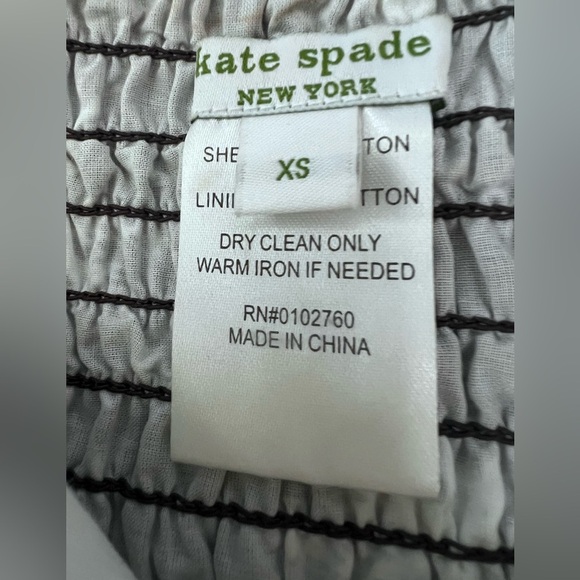 kate spade
NEW YORK
XS
DRY CLEAN ONLY
WARM IRON IF NEEDED
RN#0102760
MADE IN CHINA